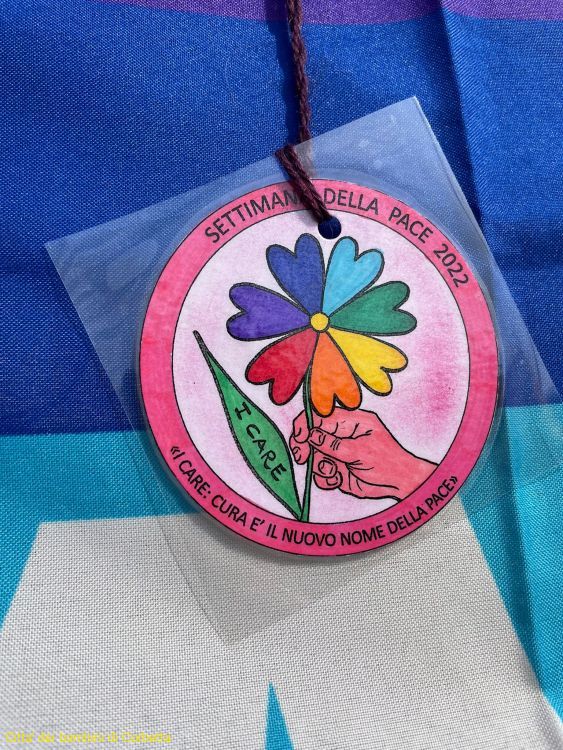 SETTIMANA DELLA PACE 2022
I CARE
«I CARE: CURA E' IL NUOVO NOME DELLA PACE»